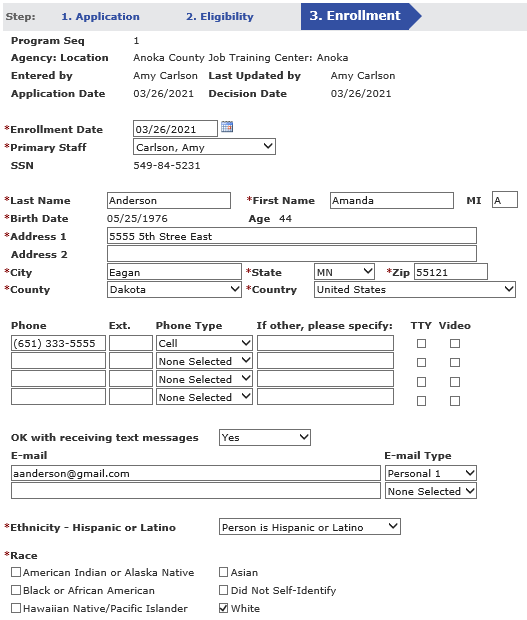 Step: 1. Application 2. Eligibility 3. Enrollment
Program Seq 1
Agency: Location Anoka County Job Training Center: Anoka
Entered by Amy Carlson Last Updated by Amy Carlson
Application Date 03/26/2021 Decision Date 03/26/2021
*Enrollment Date 03/26/2021
*Primary Staff Carlson, Amy
SSN 549-84-5231
*Last Name Anderson *First Name Amanda MI A
*Birth Date 05/25/1976 Age 44
*Address 1 5555 5th Stree East
Address 2
*City Eagan *State MN *Zip 55121
*County Dakota *Country United States
Phone Ext. Phone Type If other, please specify: TTY Video
(651) 333-5555 Cell
None Selected
None Selected
None Selected
OK with receiving text messages Yes
E-mail E-mail Type
aanderson@gmail.com Personal 1
None Selected
*Ethnicity - Hispanic or Latino Person is Hispanic or Latino
*Race
American Indian or Alaska Native Asian
Black or African American Did Not Self-Identify
Hawaiian Native/Pacific Islander White